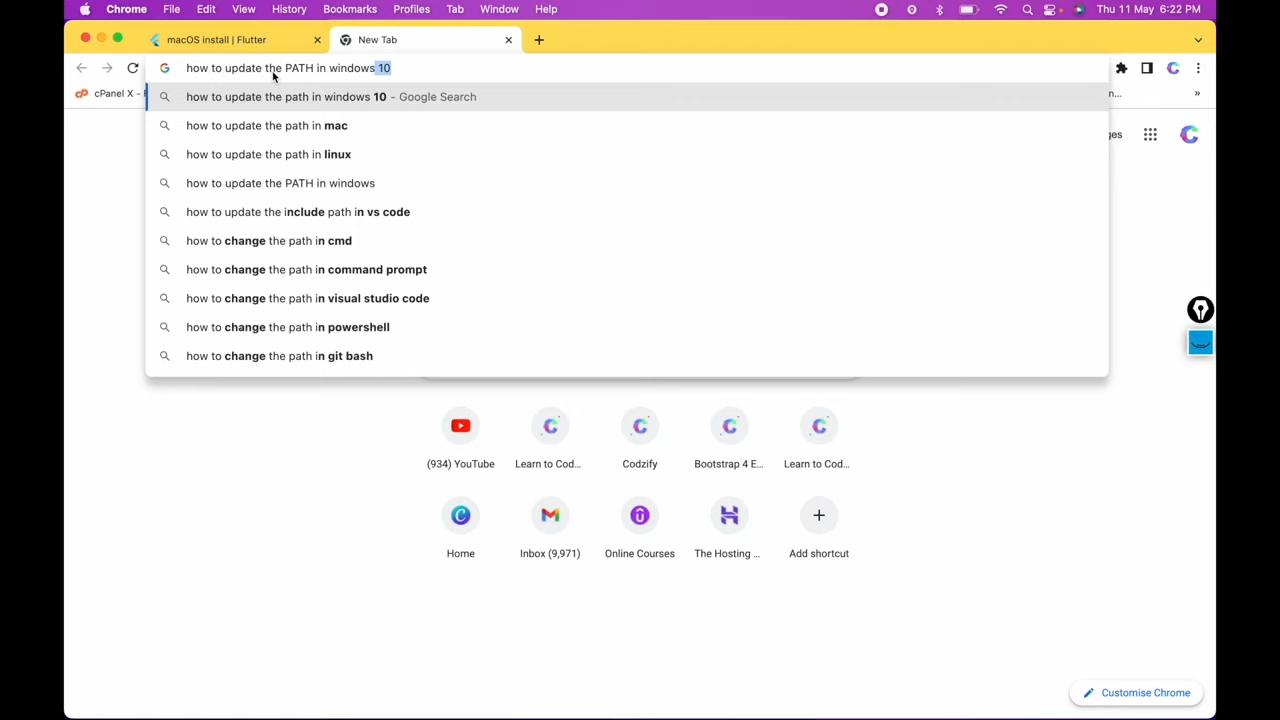 Chrome File Edit View History Bookmarks Profiles Tab Window Help Thu 11 May 6:22 PM
macOS install | Flutter New Tab
how to update the PATH in windows 10
cPanel X - F
n...
»
how to update the path in windows 10 - Google Search
how to update the path in mac
ges
how to update the path in linux
how to update the PATH in windows
how to update the include path in vs code
how to change the path in cmd
how to change the path in command prompt
how to change the path in visual studio code
how to change the path in powershell
how to change the path in git bash
(934) YouTube Learn to Cod... Codzify Bootstrap 4 E... Learn to Cod...
Home Inbox (9,971) Online Courses The Hosting ... Add shortcut
Customise Chrome